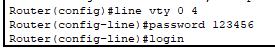 Router(config)#line vty 0 4
Router(config-line)#password 123456
Router(config-line)#login